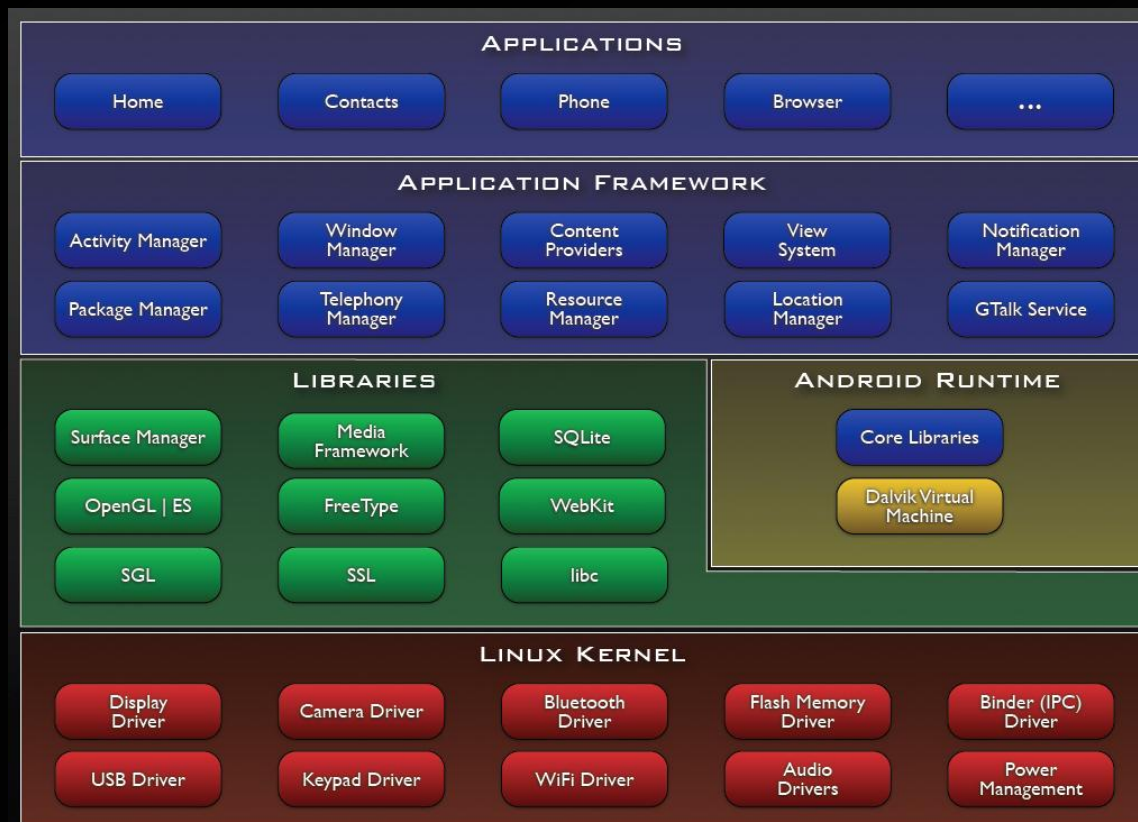 APPLICATIONS
Home
Contacts
Phone
Browser
...
APPLICATION FRAMEWORK
Activity Manager
Window
Manager
Content
Providers
View
System
Notification
Manager
Package Manager
Telephony
Manager
Resource
Manager
Location
Manager
GTalk Service
LIBRARIES
Surface Manager
Media
Framework
SQLite
OpenGL | ES
FreeType
WebKit
SGL
SSL
libc
ANDROID RUNTIME
Core Libraries
Dalvik Virtual
Machine
LINUX KERNEL
Display
Driver
Camera Driver
Bluetooth
Driver
Flash Memory
Driver
Binder (IPC)
Driver
USB Driver
Keypad Driver
WiFi Driver
Audio
Drivers
Power
Management